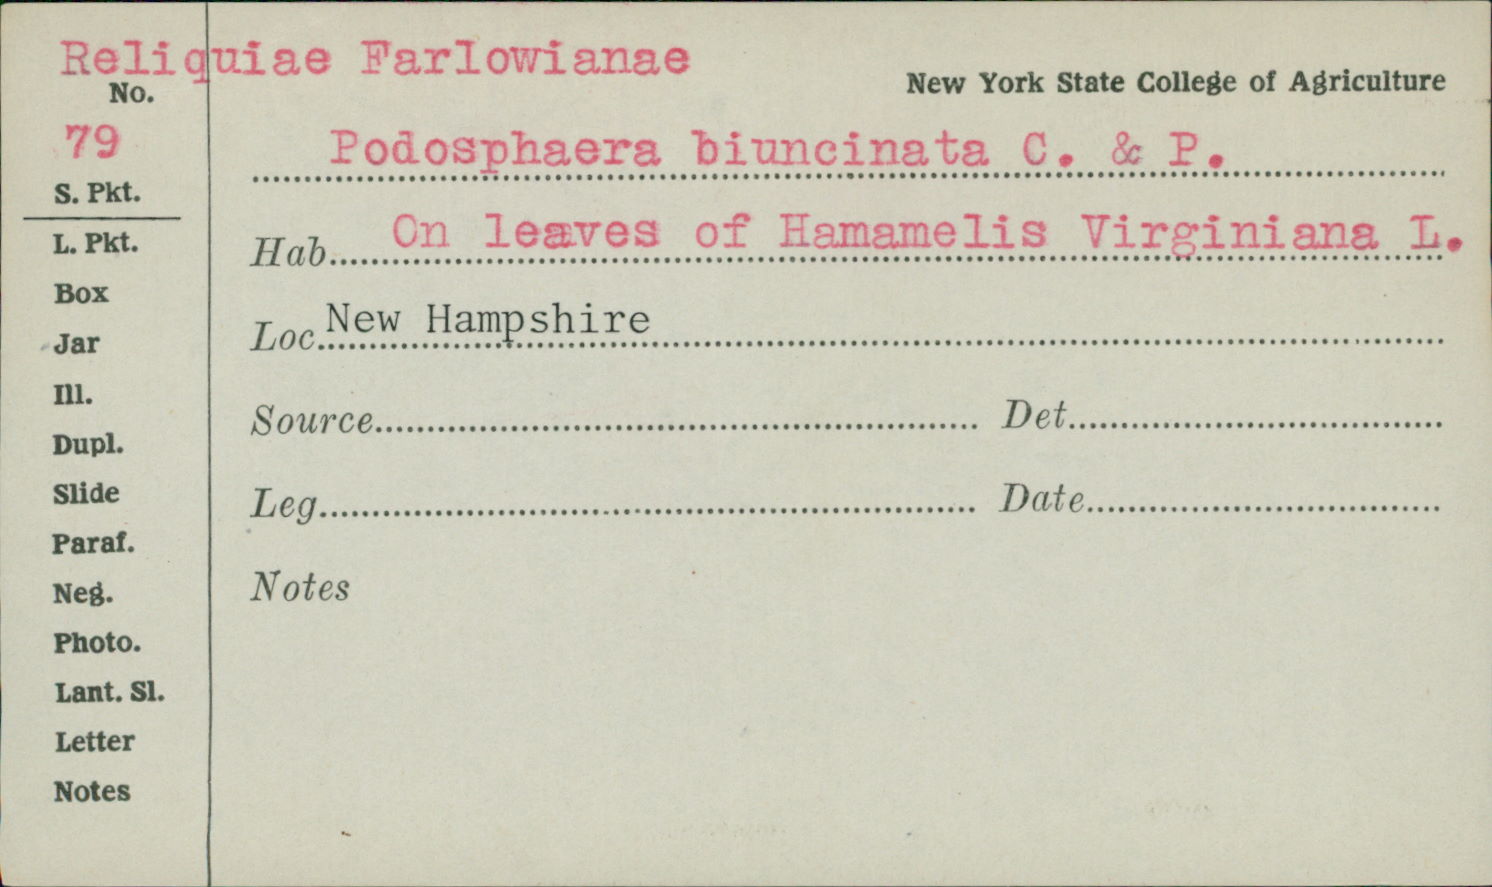 Reliquiae Farlowianae
New York State College of Agriculture
No.
79
Podosphaera biuncinata C. & P.
S. Pkt.
L. Pkt.
Hab. On leaves of Hamamelis Virginiana L.
Box
Loc. New Hampshire
Jar
Ill.
Source Det.
Dupl.
Slide
Leg. Date
Paraf.
Neg.
Notes
Photo.
Lant. Sl.
Letter
Notes